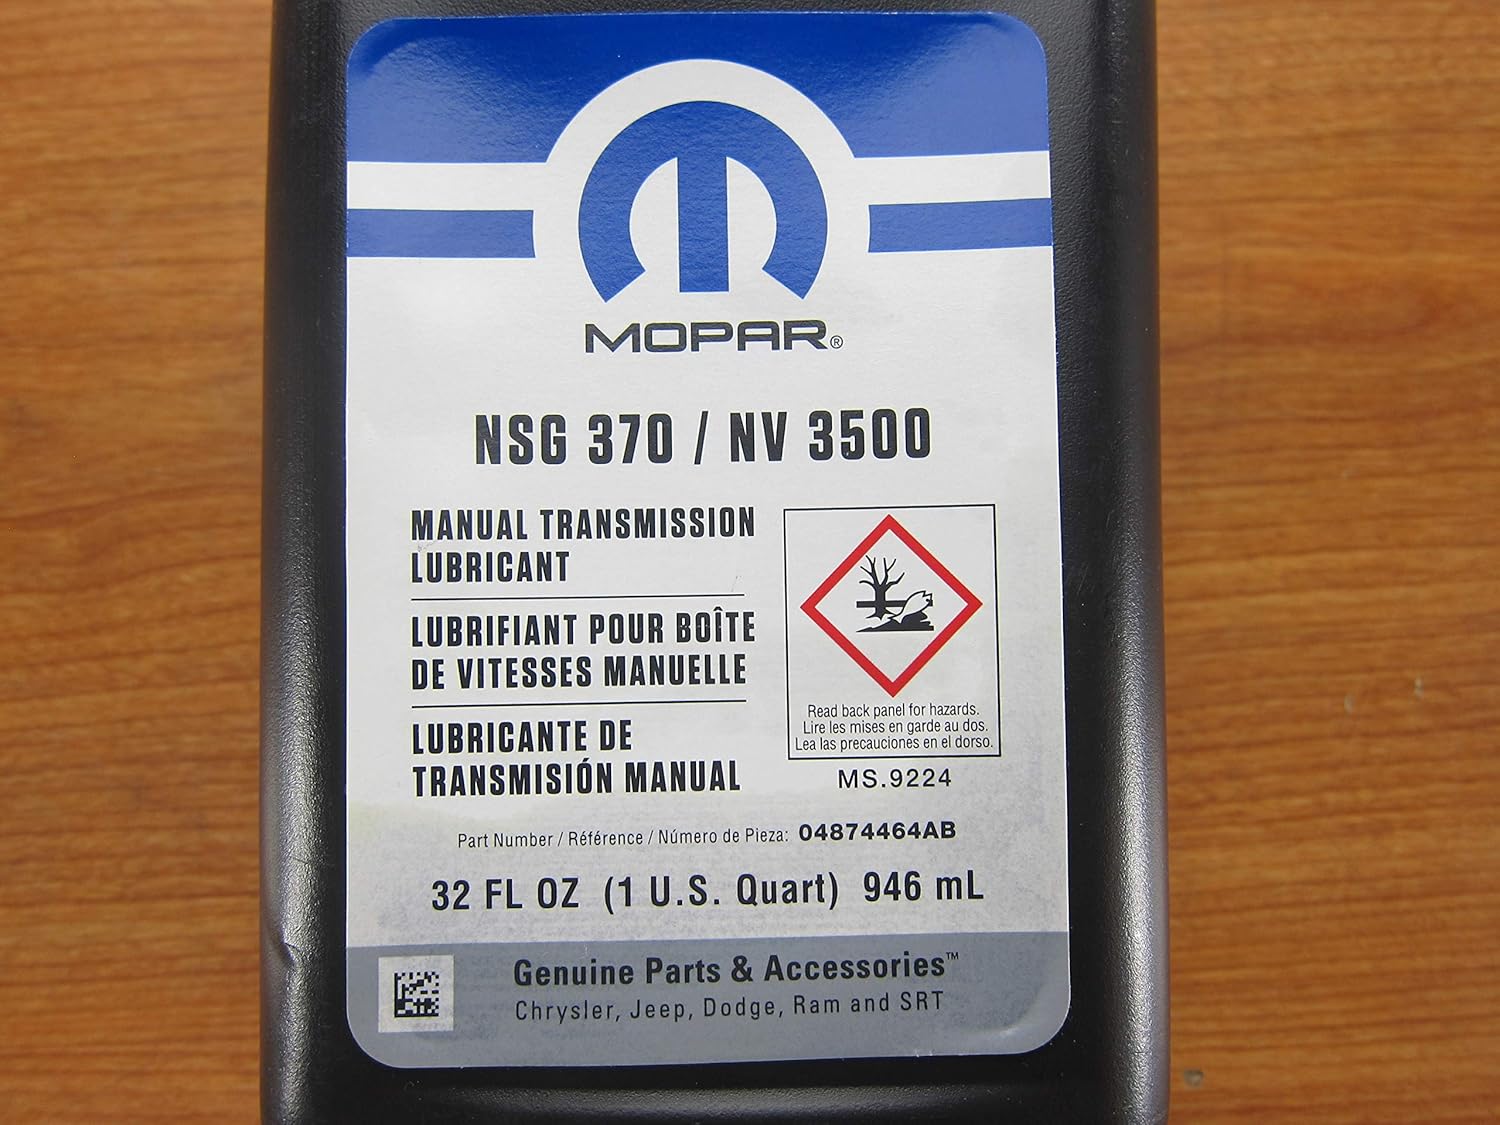 MOPAR®
NSG 370 / NV 3500
MANUAL TRANSMISSION
LUBRICANT
LUBRIFIANT POUR BOÎTE
DE VITESSES MANUELLE
LUBRICANTE DE
TRANSMISIÓN MANUAL
Read back panel for hazards.
Lire les mises en garde au dos.
Lea las precauciones en el dorso.
MS.9224
Part Number / Référence / Número de Pieza: 04874464AB
32 FL OZ (1 U.S. Quart) 946 mL
Genuine Parts & Accessories™
Chrysler, Jeep, Dodge, Ram and SRT